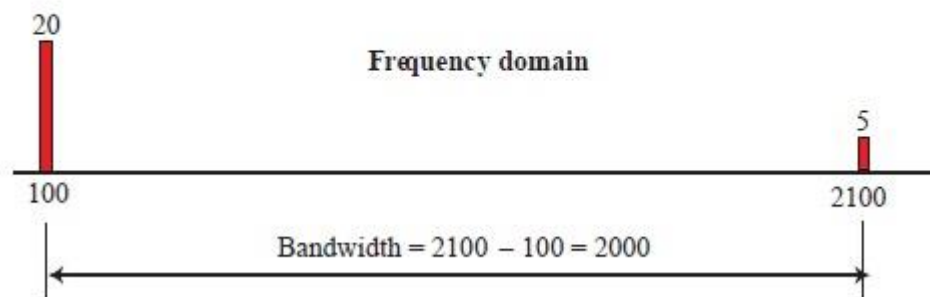 20
Frequency domain
5
100
2100
Bandwidth = 2100 – 100 = 2000